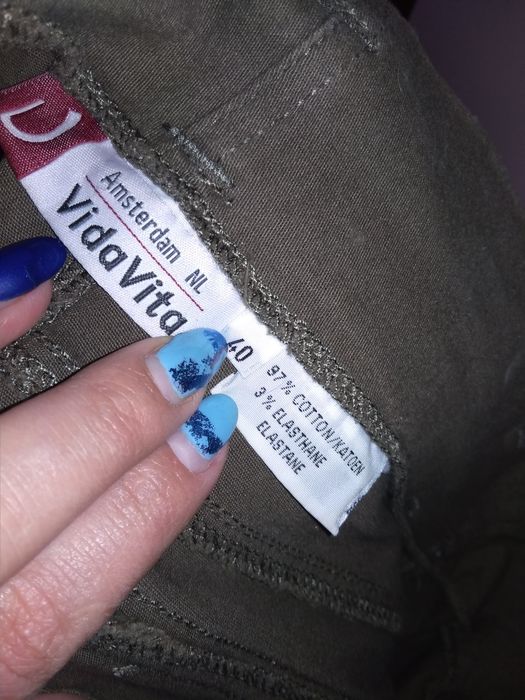 Amsterdam NL
VidaVita
40
97% COTTON/KATOEN
3% ELASTHANE
ELASTANE